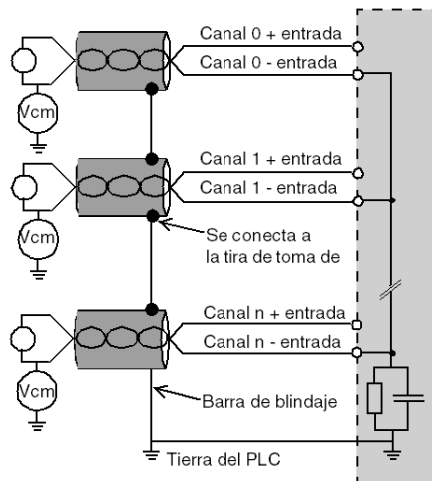 Canal 0 + entrada
Canal 0 - entrada
Vcm
Canal 1 + entrada
Canal 1 - entrada
Vcm
Se conecta a
la tira de toma de
Canal n + entrada
Canal n - entrada
Vcm
Barra de blindaje
Tierra del PLC